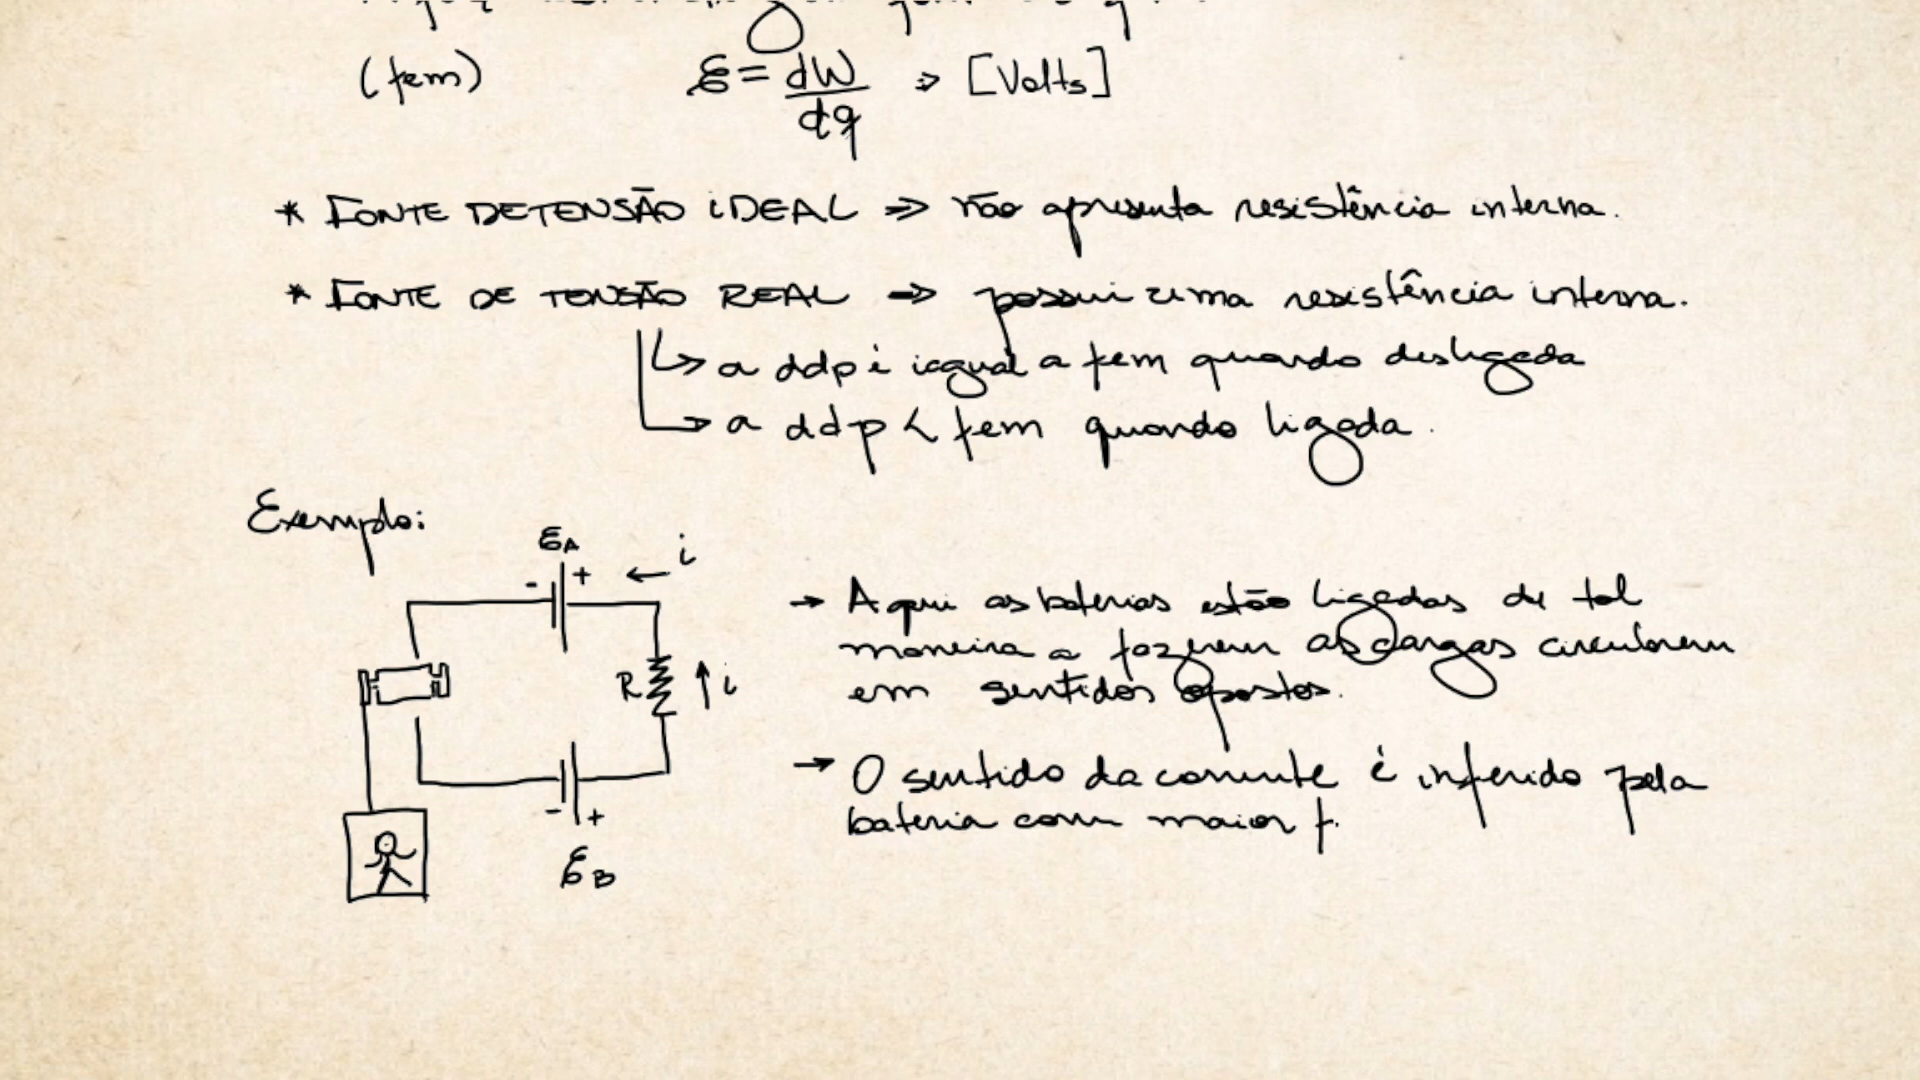 (fem) ℰ = dW/dq ⇒ [Volts]
* FONTE DE TENSÃO IDEAL ⇒ não apresenta resistência interna.
* FONTE DE TENSÃO REAL ⇒ possui uma resistência interna.
↳ a ddp é igual a fem quando desligada
↳ a ddp < fem quando ligada.
Exemplo:
ℰA
- + ← i
R ↑ i
- +
ℰB
→ Aqui as baterias estão ligadas de tal
maneira a fazerem as cargas circularem
em sentidos opostos.
→ O sentido da corrente é inferido pela
bateria com maior f.